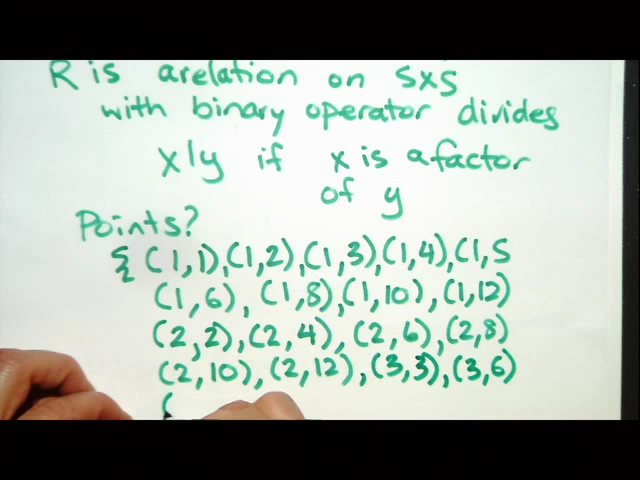 R is a relation on SxS
with binary operator divides
x|y if x is a factor
of y
Points?
{(1,1),(1,2),(1,3),(1,4),(1,5
(1,6), (1,8),(1,10),(1,12)
(2,2),(2,4),(2,6),(2,8)
(2,10),(2,12),(3,3),(3,6)
(